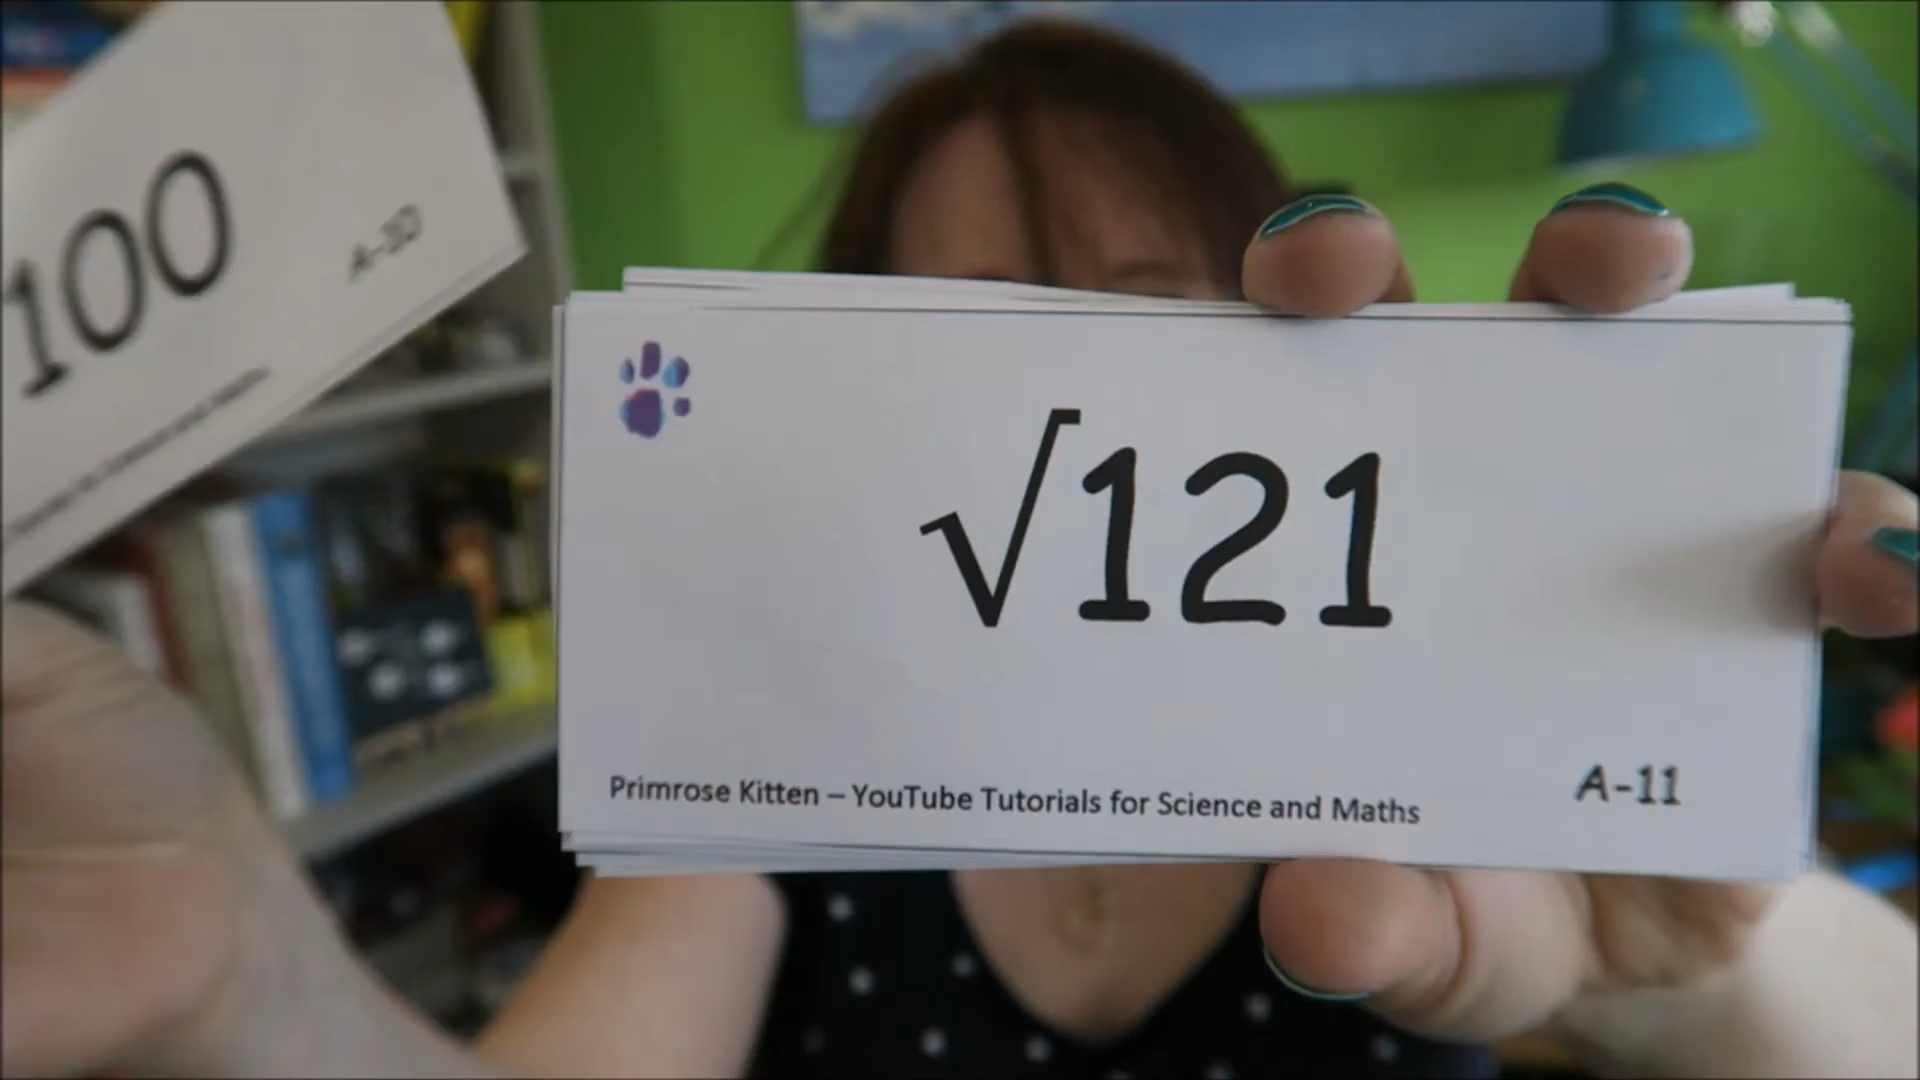 100
A-10
√121
Primrose Kitten – YouTube Tutorials for Science and Maths
A-11